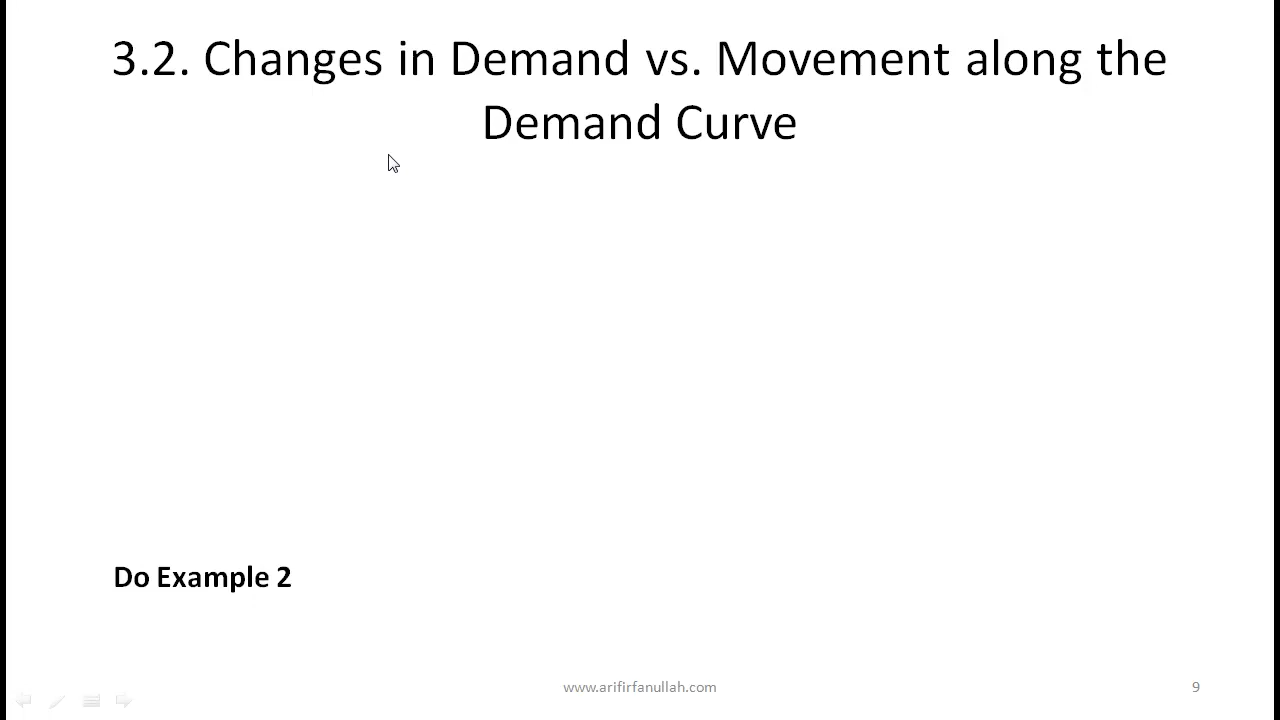 3.2. Changes in Demand vs. Movement along the
Demand Curve
Do Example 2
www.arifirfanullah.com
9